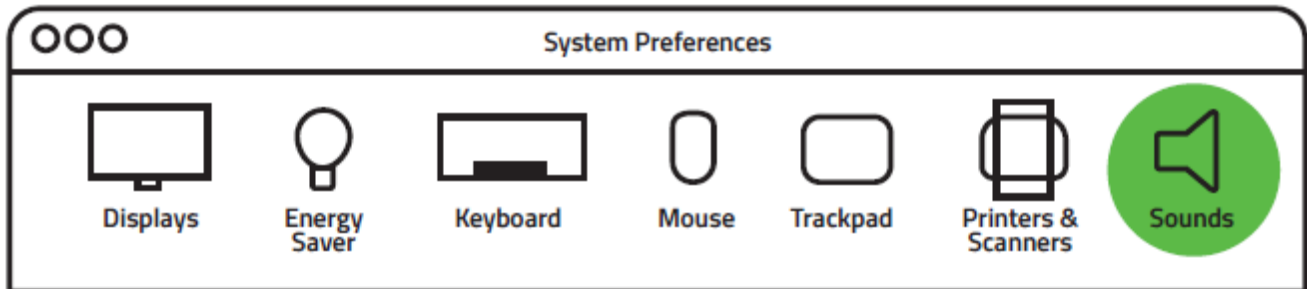 System Preferences
Displays
Energy
Saver
Keyboard
Mouse
Trackpad
Printers &
Scanners
Sounds